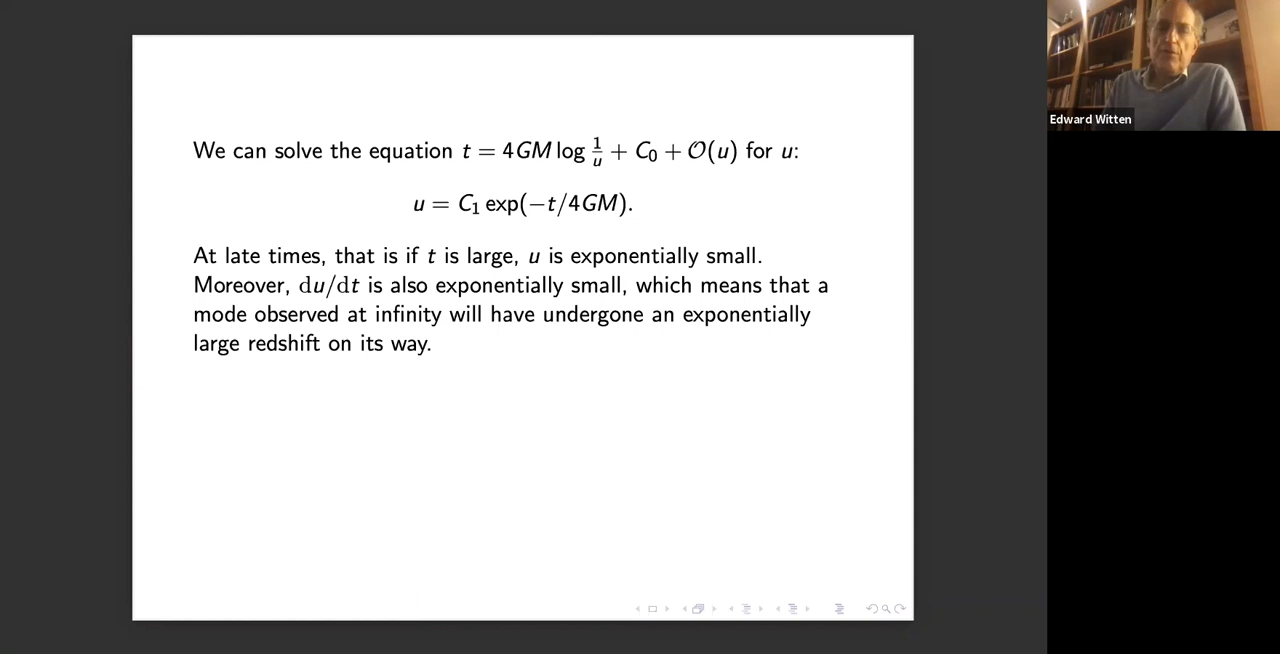 We can solve the equation t = 4GM log 1/u + C₀ + 𝒪(u) for u:
u = C₁ exp(−t/4GM).
At late times, that is if t is large, u is exponentially small.
Moreover, du/dt is also exponentially small, which means that a
mode observed at infinity will have undergone an exponentially
large redshift on its way.
Edward Witten